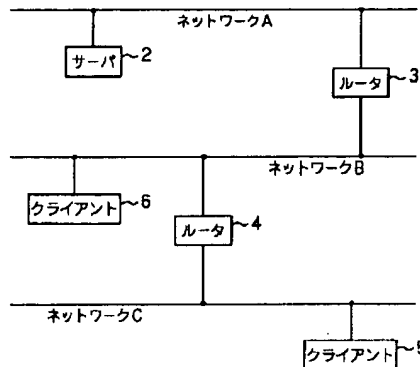 ネットワークA
サーバ 2
ルータ 3
ネットワークB
クライアント 6
ルータ 4
ネットワークC
クライアント 5